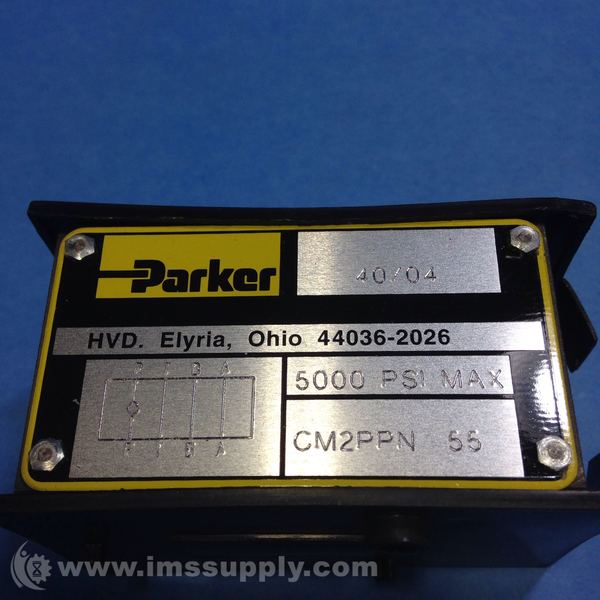 Parker
40/04
HVD. Elyria, Ohio 44036-2026
P T B A
5000 PSI MAX
P T B A
CM2PPN 55
www.imssupply.com